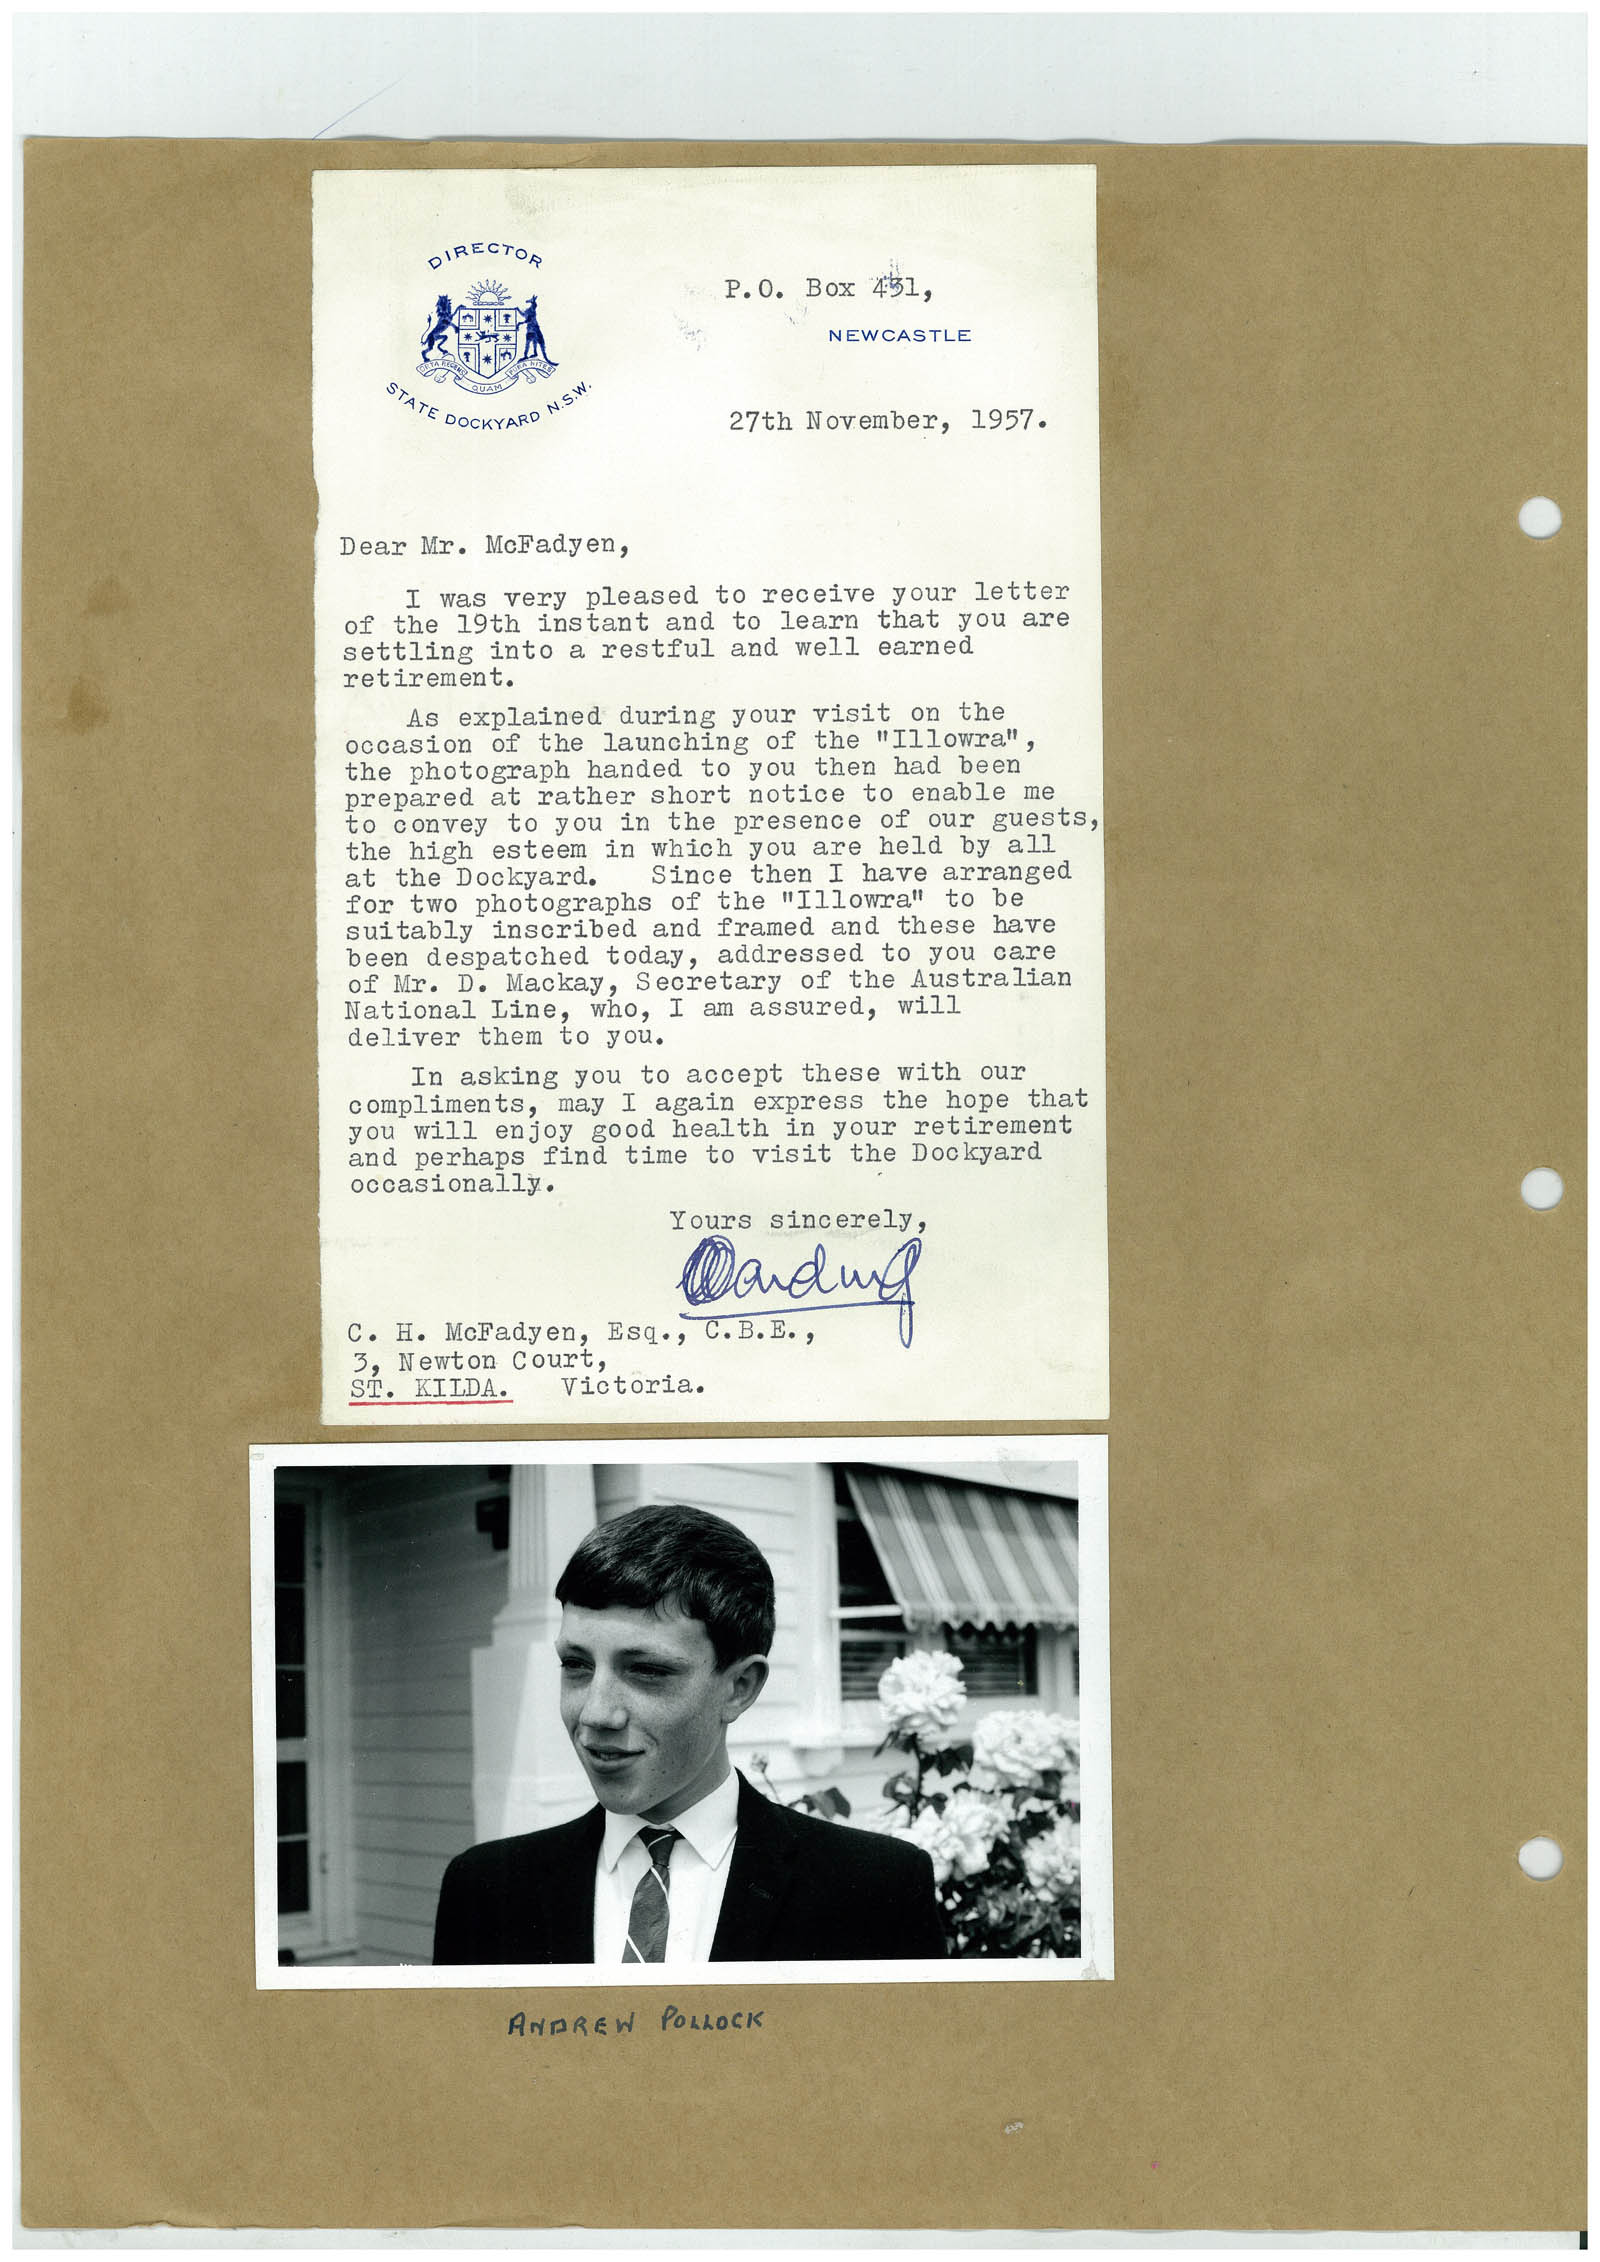 DIRECTOR
QUAM
STATE DOCKYARD N.S.W.
P.O. Box 431,
NEWCASTLE
27th November, 1957.
Dear Mr. McFadyen,
I was very pleased to receive your letter
of the 19th instant and to learn that you are
settling into a restful and well earned
retirement.
As explained during your visit on the
occasion of the launching of the "Illowra",
the photograph handed to you then had been
prepared at rather short notice to enable me
to convey to you in the presence of our guests,
the high esteem in which you are held by all
at the Dockyard. Since then I have arranged
for two photographs of the "Illowra" to be
suitably inscribed and framed and these have
been despatched today, addressed to you care
of Mr. D. Mackay, Secretary of the Australian
National Line, who, I am assured, will
deliver them to you.
In asking you to accept these with our
compliments, may I again express the hope that
you will enjoy good health in your retirement
and perhaps find time to visit the Dockyard
occasionally.
Yours sincerely,
C. H. McFadyen, Esq., C.B.E.,
3, Newton Court,
ST. KILDA. Victoria.
ANDREW POLLOCK